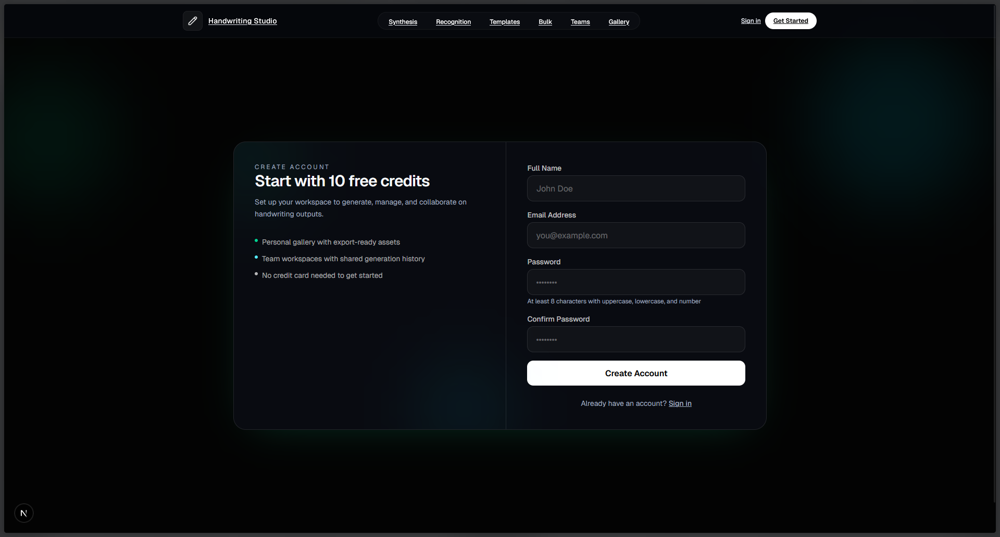 Handwriting Studio
Synthesis Recognition Templates Bulk Teams Gallery
Sign in Get Started
CREATE ACCOUNT
Start with 10 free credits
Set up your workspace to generate, manage, and collaborate on
handwriting outputs.
Personal gallery with export-ready assets
Team workspaces with shared generation history
No credit card needed to get started
Full Name
John Doe
Email Address
you@example.com
Password
••••••••
At least 8 characters with uppercase, lowercase, and number
Confirm Password
••••••••
Create Account
Already have an account? Sign in
N